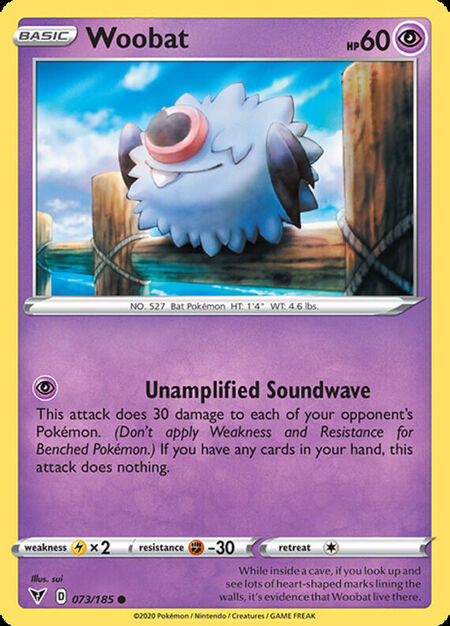 BASIC Woobat HP60
NO. 527 Bat Pokémon HT: 1'4" WT: 4.6 lbs.
Unamplified Soundwave
This attack does 30 damage to each of your opponent's
Pokémon. (Don't apply Weakness and Resistance for
Benched Pokémon.) If you have any cards in your hand, this
attack does nothing.
weakness ×2 resistance -30 retreat
Illus. sui
While inside a cave, if you look up and
see lots of heart-shaped marks lining the
walls, it's evidence that Woobat live there.
D 073/185
©2020 Pokémon / Nintendo / Creatures / GAME FREAK